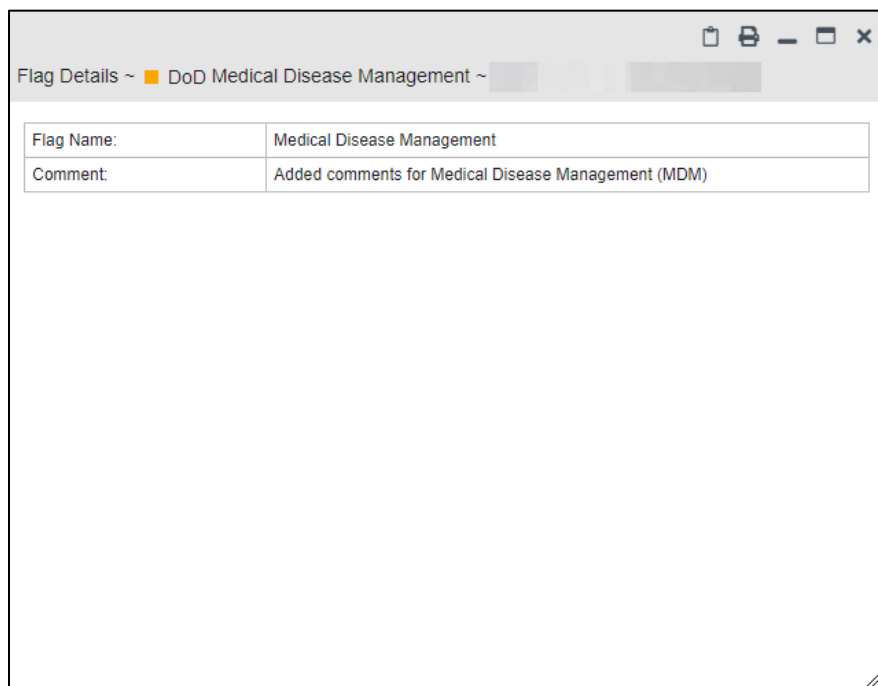 Flag Details ~ DoD Medical Disease Management ~
Flag Name: Medical Disease Management
Comment: Added comments for Medical Disease Management (MDM)